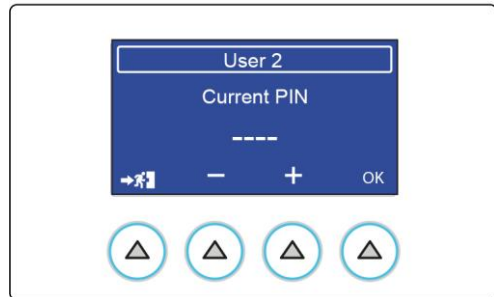 User 2
Current PIN
----
− + OK